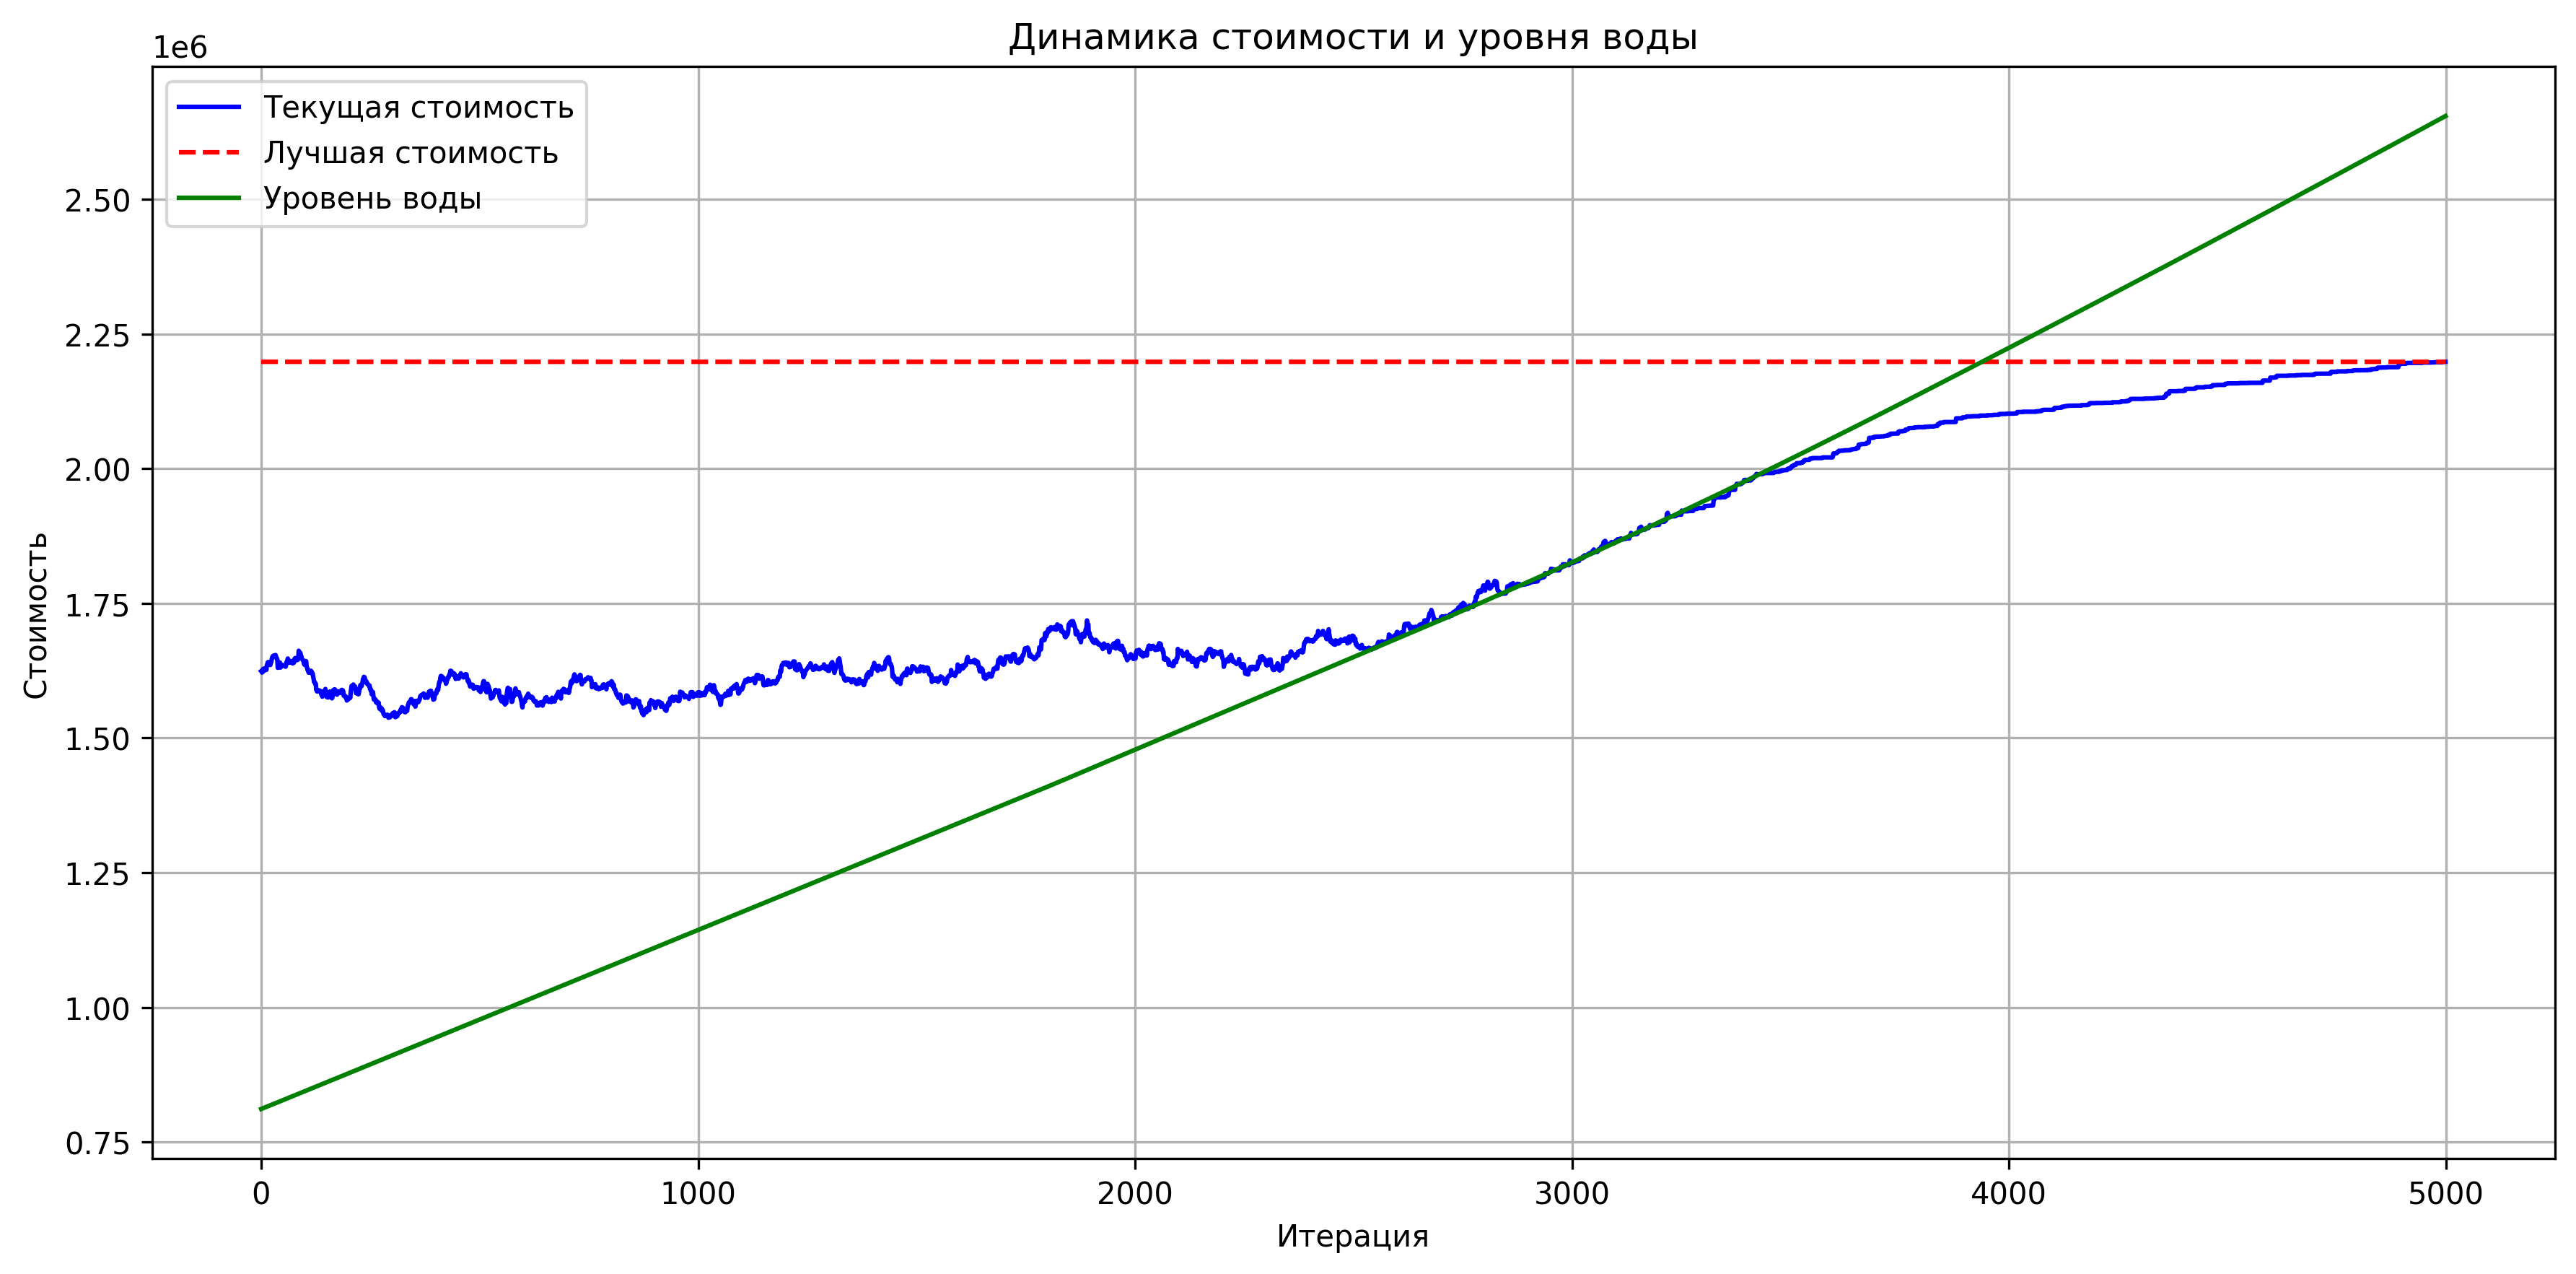 Динамика стоимости и уровня воды
1e6
Текущая стоимость
Лучшая стоимость
Уровень воды
Стоимость
2.50
2.25
2.00
1.75
1.50
1.25
1.00
0.75
0 1000 2000 3000 4000 5000
Итерация